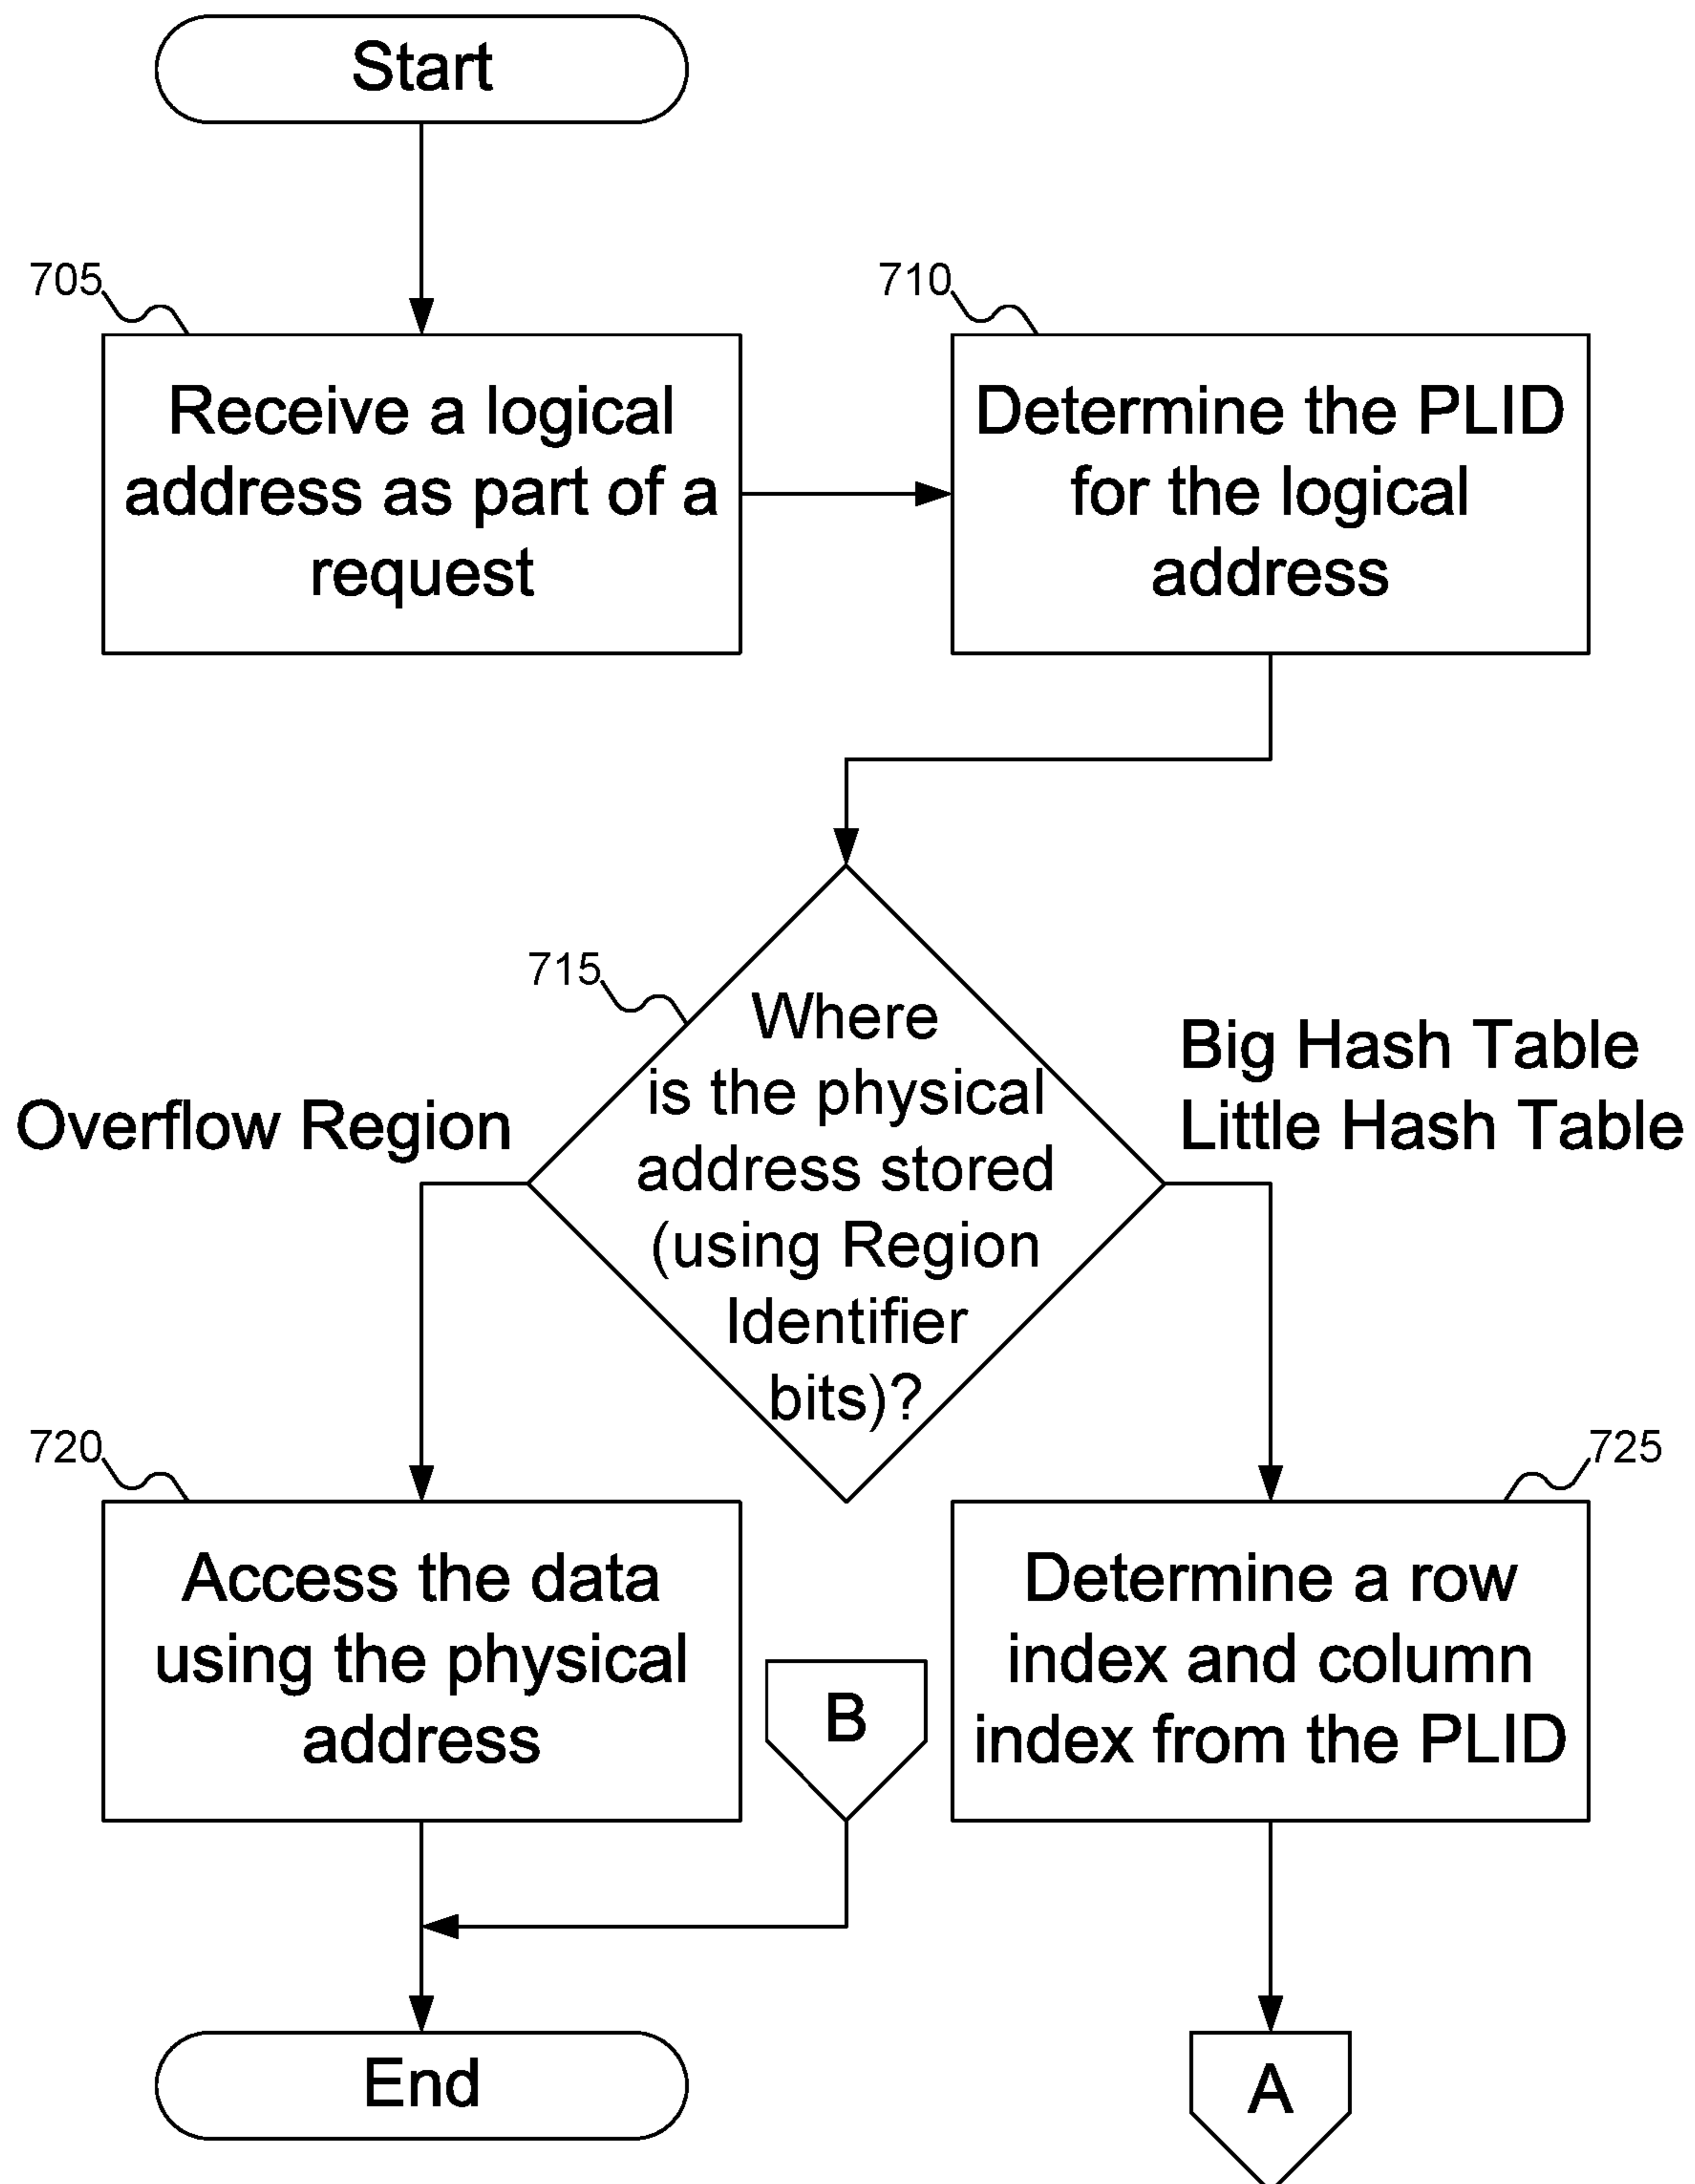 Start
705
Receive a logical
address as part of a
request
710
Determine the PLID
for the logical
address
715
Where
is the physical
address stored
(using Region
Identifier
bits)?
Overflow Region
Big Hash Table
Little Hash Table
720
Access the data
using the physical
address
B
725
Determine a row
index and column
index from the PLID
End
A